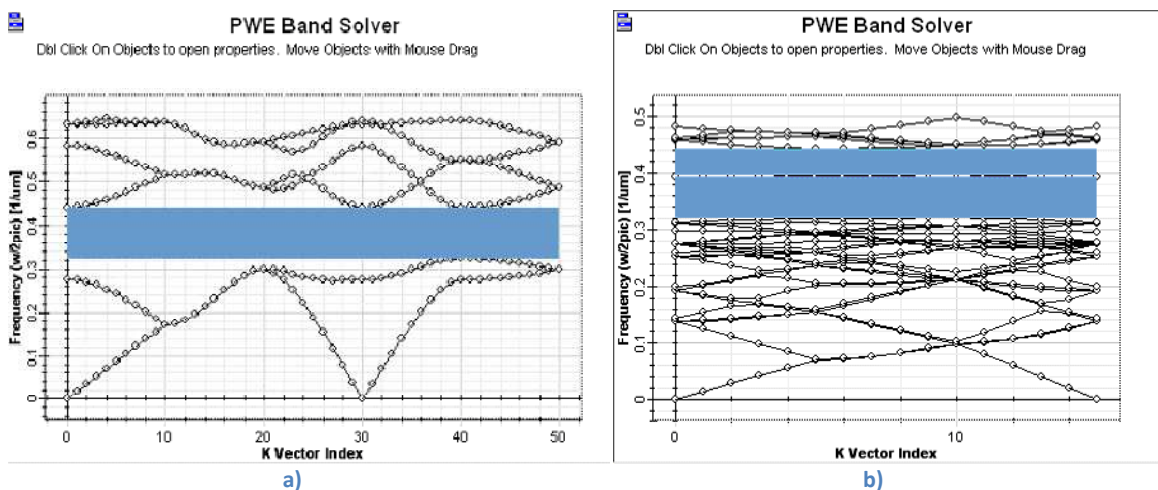 PWE Band Solver
Dbl Click On Objects to open properties. Move Objects with Mouse Drag
Frequency (w/2pic) [1/um]
0.6
0.5
0.4
0.3
0.2
0.1
0
0 10 20 30 40 50
K Vector Index
a)
PWE Band Solver
Dbl Click On Objects to open properties. Move Objects with Mouse Drag
Frequency (w/2pic) [1/um]
0.5
0.4
0.3
0.2
0.1
0
0 10
K Vector Index
b)